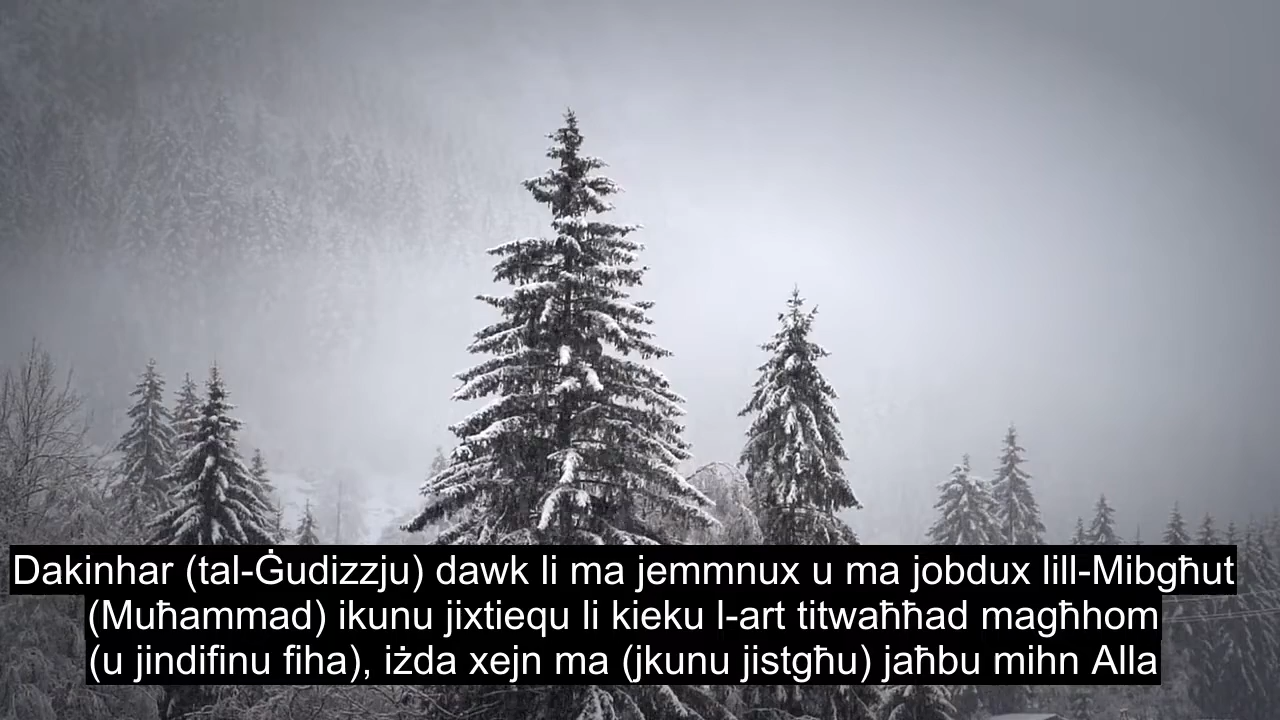 Dakinhar (tal-Ġudizzju) dawk li ma jemmnux u ma jobdux lill-Mibgħut
(Muħammad) ikunu jixtiequ li kieku l-art titwaħħad magħhom
(u jindifinu fiha), iżda xejn ma (jkunu jistgħu) jaħbu mihn Alla